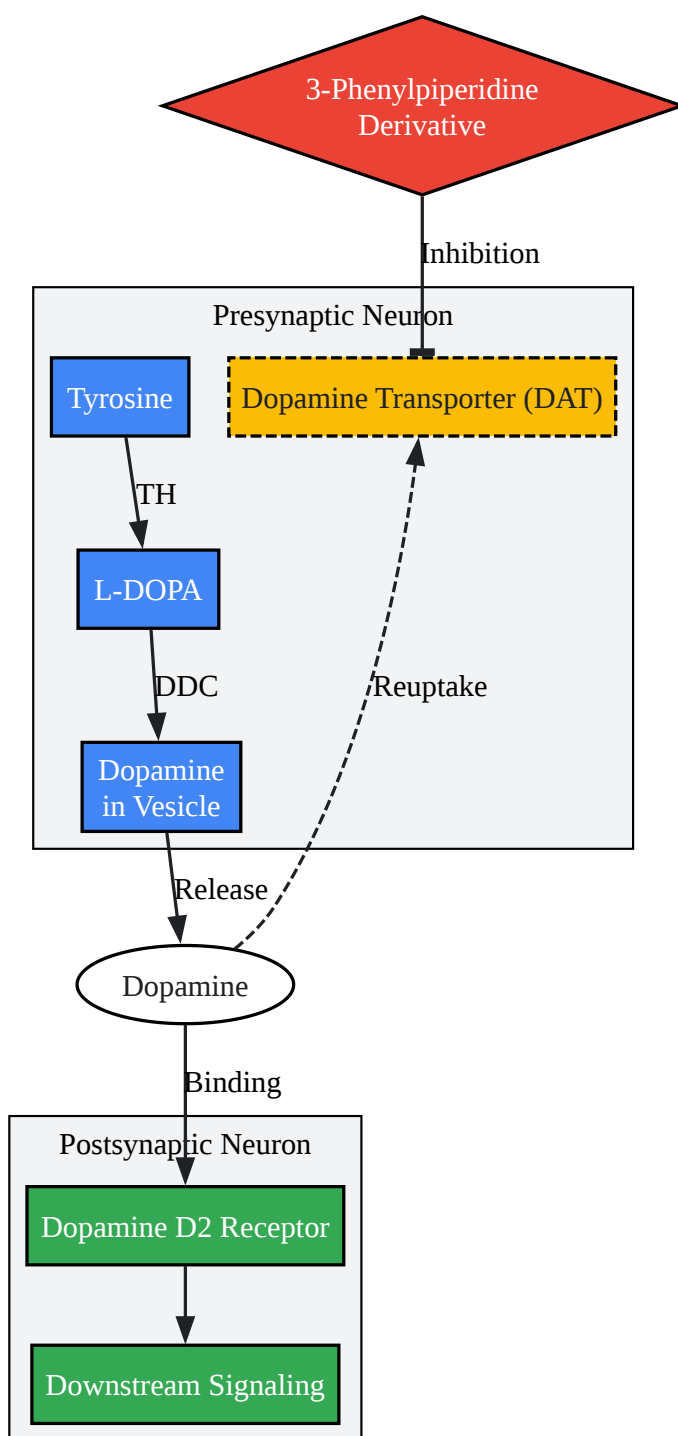 3-Phenylpiperidine
Derivative
Inhibition
Presynaptic Neuron
Tyrosine
Dopamine Transporter (DAT)
TH
L-DOPA
DDC
Reuptake
Dopamine
in Vesicle
Release
Dopamine
Binding
Postsynaptic Neuron
Dopamine D2 Receptor
Downstream Signaling